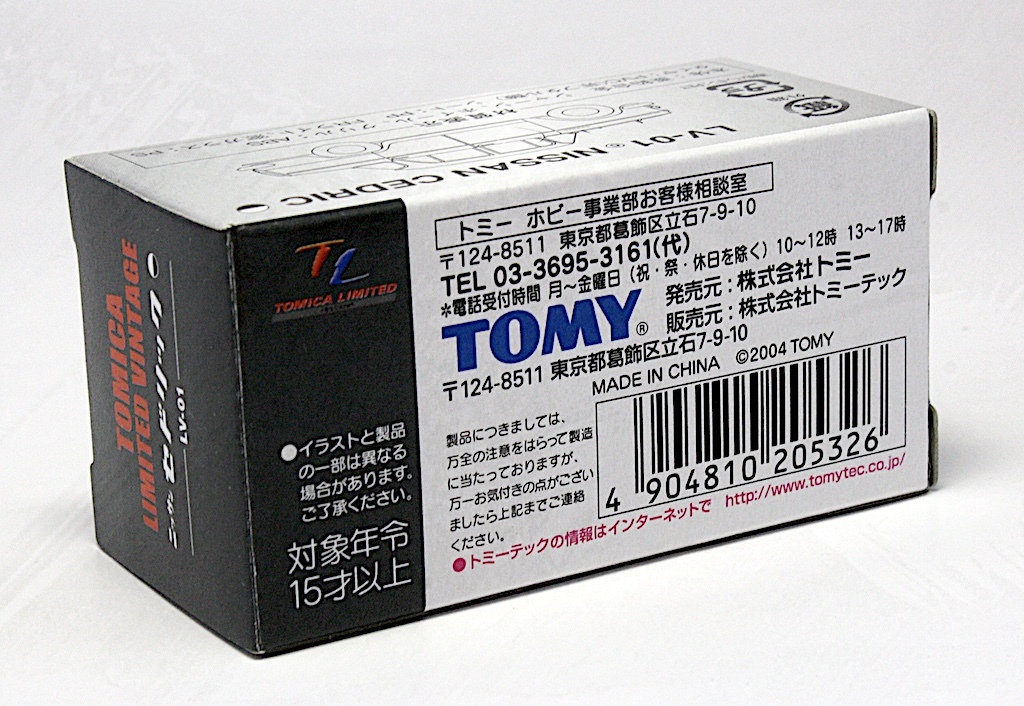 LV-01 NISSAN CEDRIC
TOMICA
LIMITED VINTAGE
LV01
TL
TOMICA LIMITED
●イラストと製品
の一部は異なる
場合があります。
ご了承ください。
対象年令
15才以上
トミー ホビー事業部お客様相談室
〒124-8511 東京都葛飾区立石7-9-10
TEL 03-3695-3161(代)
*電話受付時間 月〜金曜日 (祝・祭・休日を除く) 10〜12時 13〜17時
TOMY®
発売元:株式会社トミー
販売元:株式会社トミーテック
〒124-8511 東京都葛飾区立石7-9-10
MADE IN CHINA ©2004 TOMY
製品につきましては、
万全の注意をはらって製造
に当たっておりますが、
万一お気付きの点がござい
ましたら上記までご連絡
ください。
4 904810 205326
●トミーテックの情報はインターネットで http://www.tomytec.co.jp/